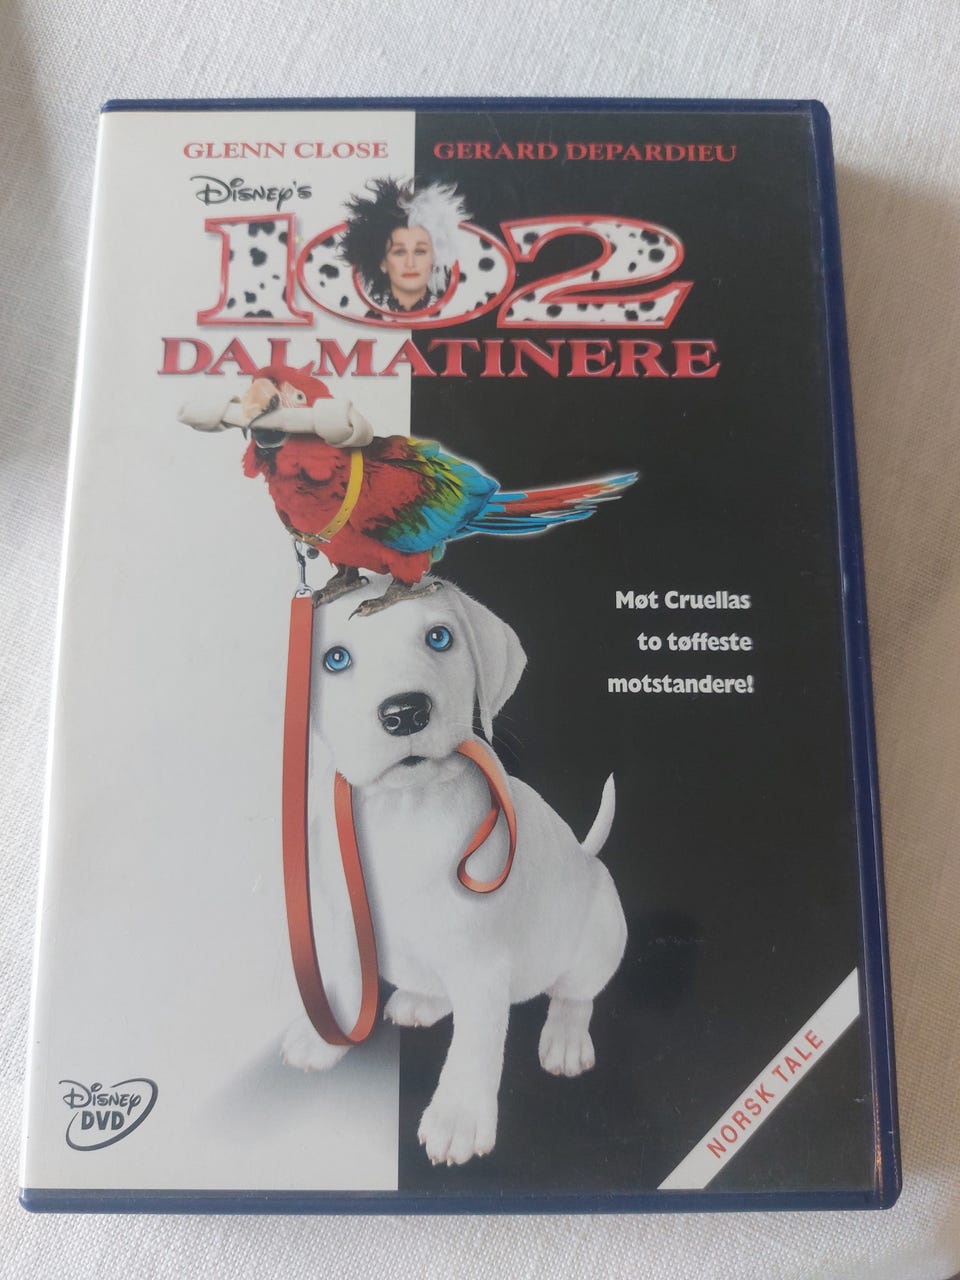 GLENN CLOSE GERARD DEPARDIEU
Disney's
102
DALMATINERE
Møt Cruellas
to tøffeste
motstandere!
NORSK TALE
Disney
DVD